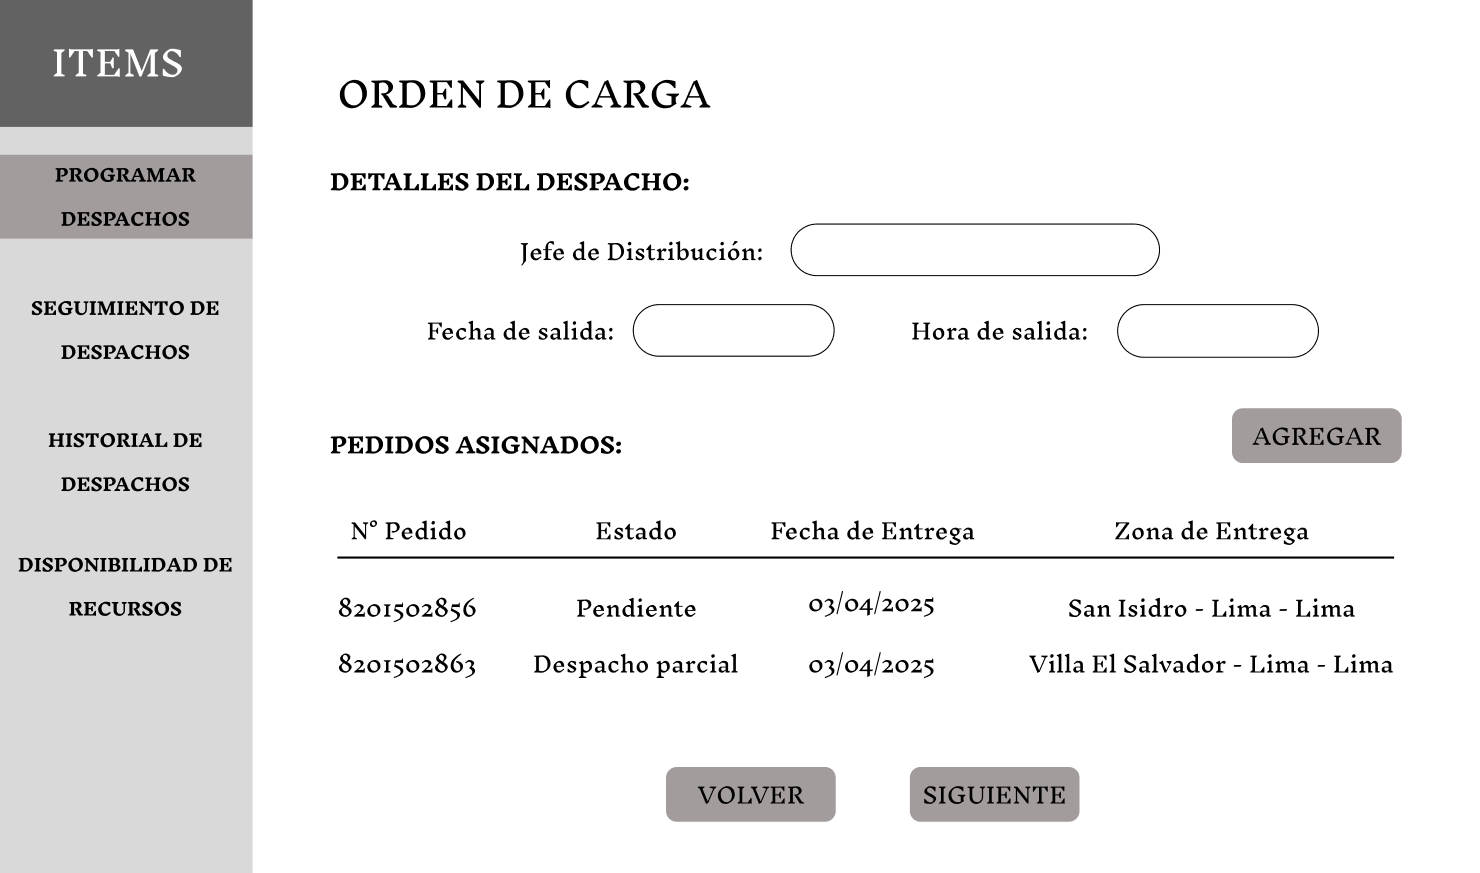 ITEMS
PROGRAMAR
DESPACHOS
SEGUIMIENTO DE
DESPACHOS
HISTORIAL DE
DESPACHOS
DISPONIBILIDAD DE
RECURSOS
ORDEN DE CARGA
DETALLES DEL DESPACHO:
Jefe de Distribución:
Fecha de salida: Hora de salida:
PEDIDOS ASIGNADOS: AGREGAR
N° Pedido Estado Fecha de Entrega Zona de Entrega
8201502856 Pendiente 03/04/2025 San Isidro - Lima - Lima
8201502863 Despacho parcial 03/04/2025 Villa El Salvador - Lima - Lima
VOLVER SIGUIENTE